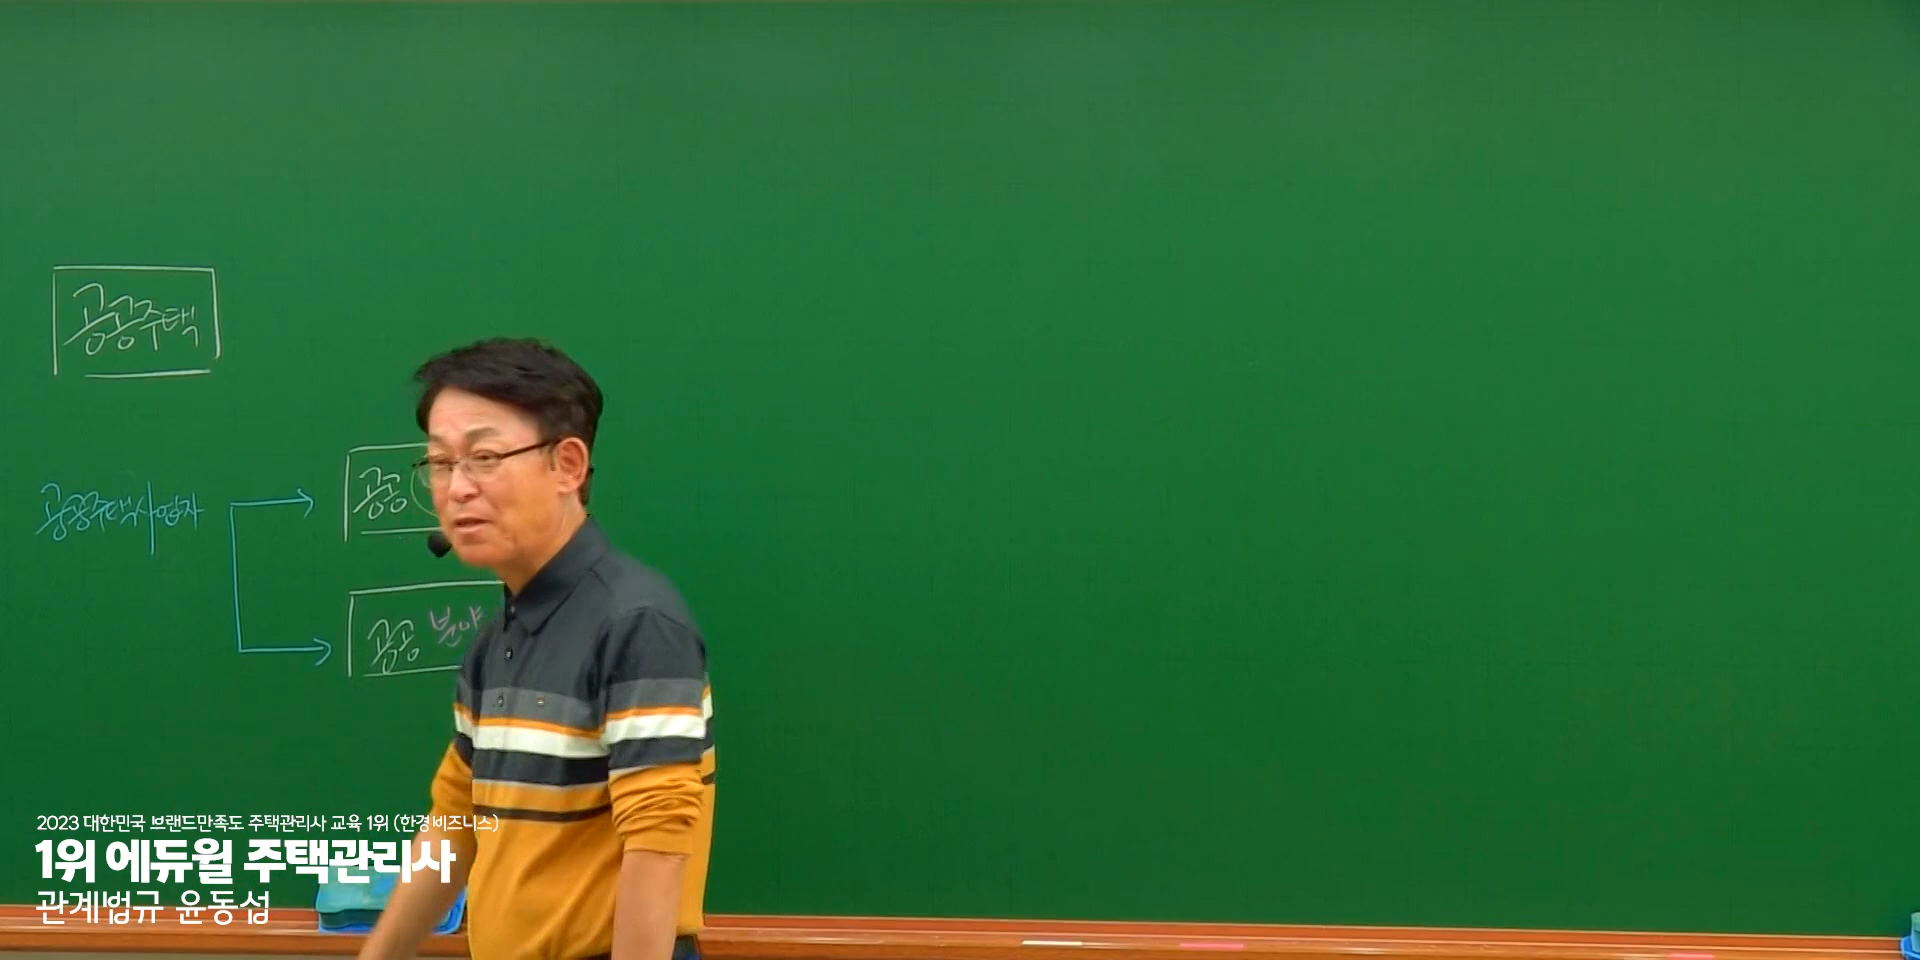 공공주택
공공주택사업자
공공
공공 분양
2023 대한민국 브랜드만족도 주택관리사 교육 1위 (한경비즈니스)
1위 에듀윌 주택관리사
관계법규 윤동섭